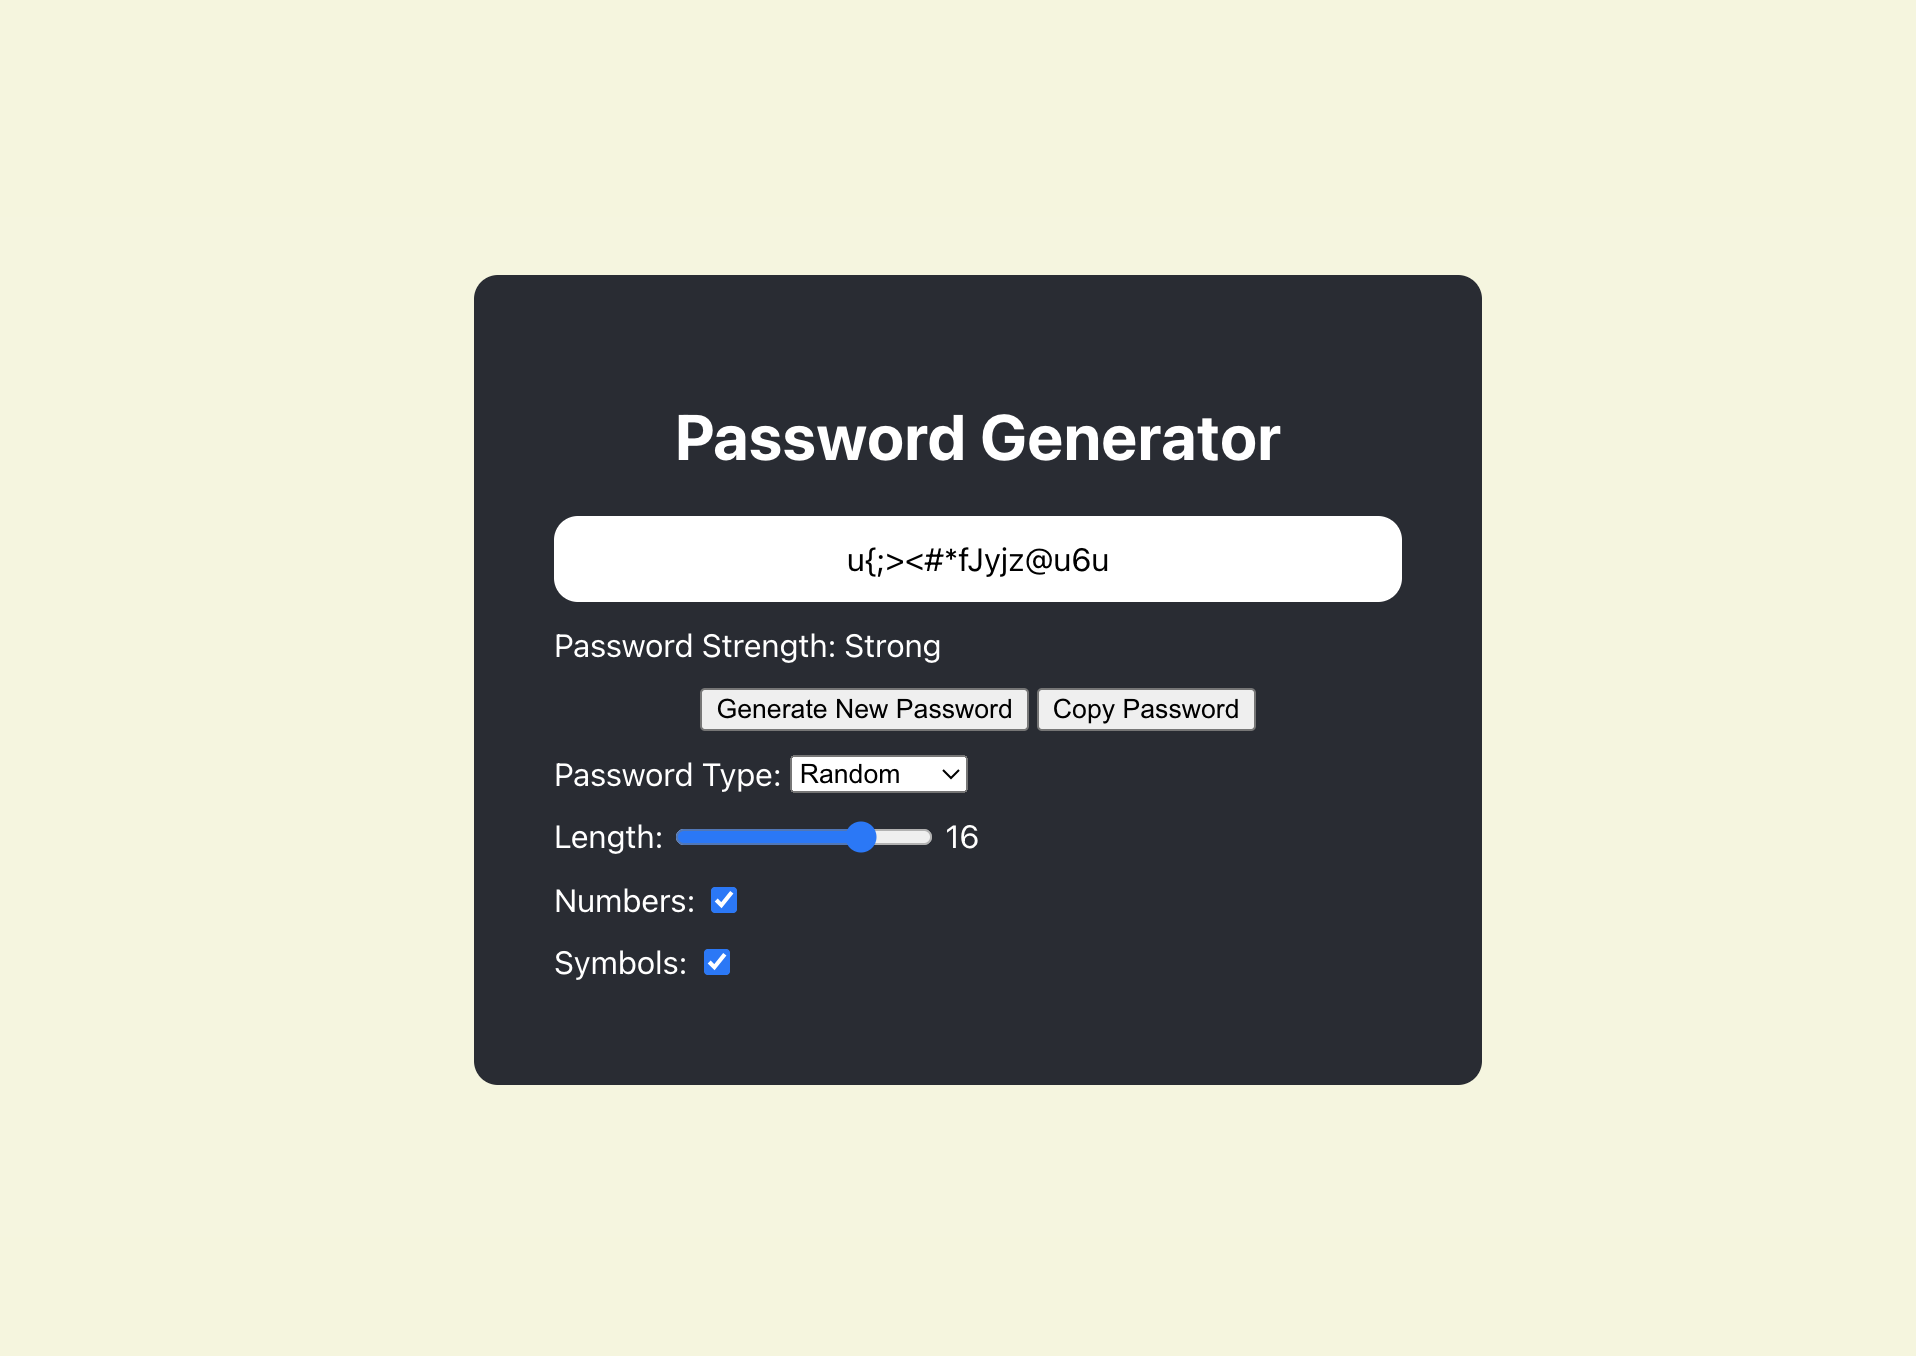 Password Generator
u{;><#*fJyjz@u6u
Password Strength: Strong
Generate New Password Copy Password
Password Type: Random
Length: 16
Numbers:
Symbols: